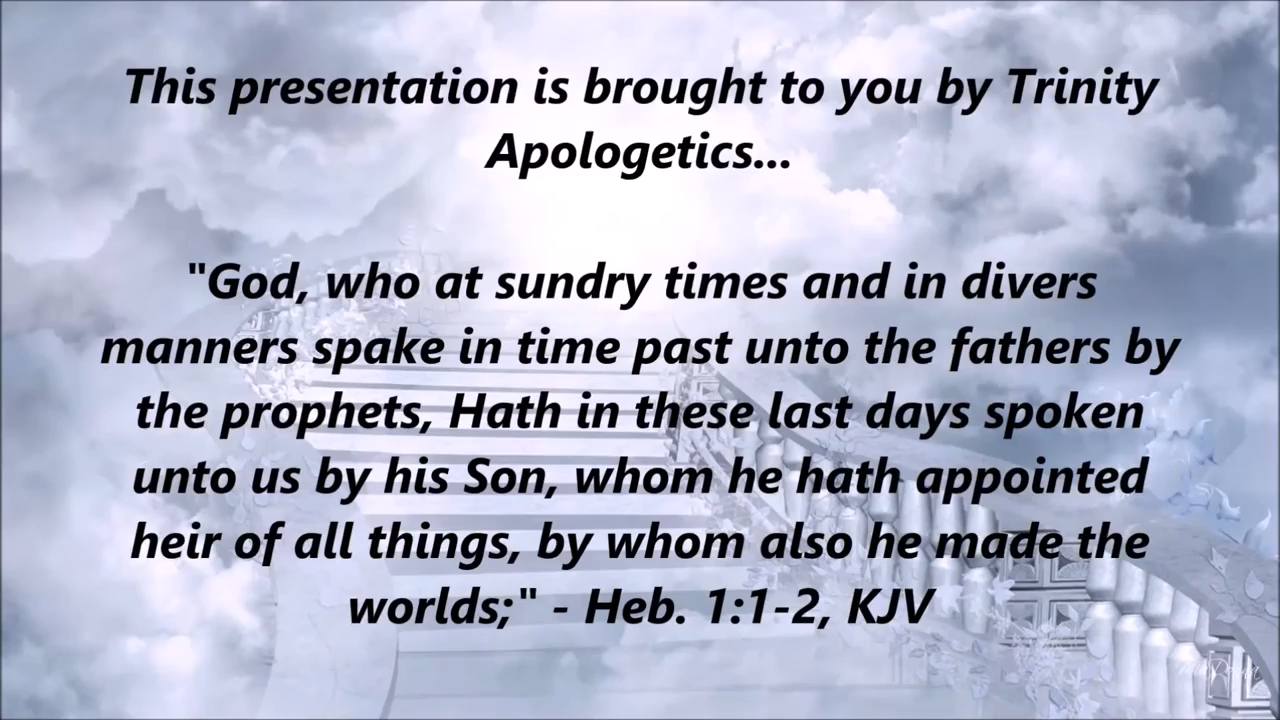 This presentation is brought to you by Trinity
Apologetics...
"God, who at sundry times and in divers
manners spake in time past unto the fathers by
the prophets, Hath in these last days spoken
unto us by his Son, whom he hath appointed
heir of all things, by whom also he made the
worlds;" - Heb. 1:1-2, KJV